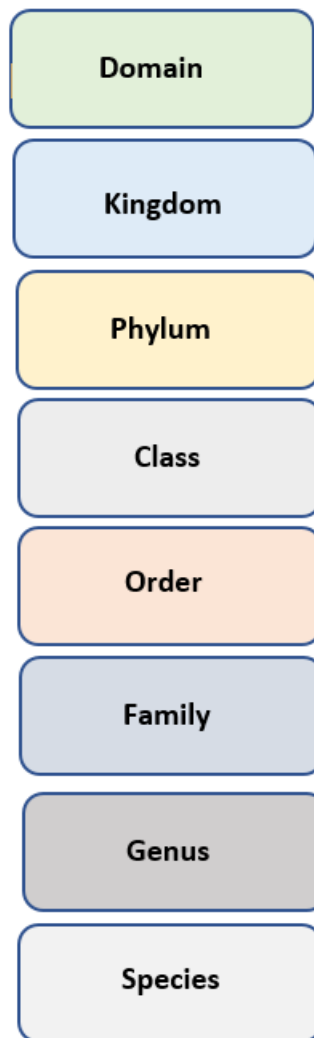 Domain
Kingdom
Phylum
Class
Order
Family
Genus
Species